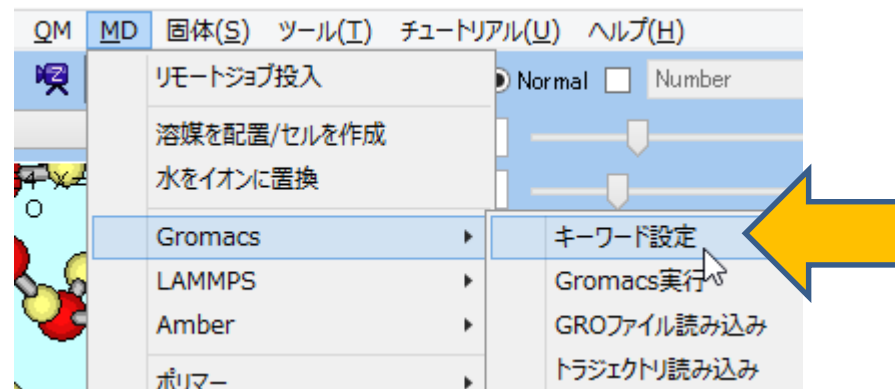 QM MD 固体(S) ツール(T) チュートリアル(U) ヘルプ(H)
リモートジョブ投入
Normal Number
溶媒を配置/セルを作成
水をイオンに置換
Gromacs
キーワード設定
LAMMPS
Gromacs実行
Amber
GROファイル読み込み
ポリマー
トラジェクトリ読み込み
O